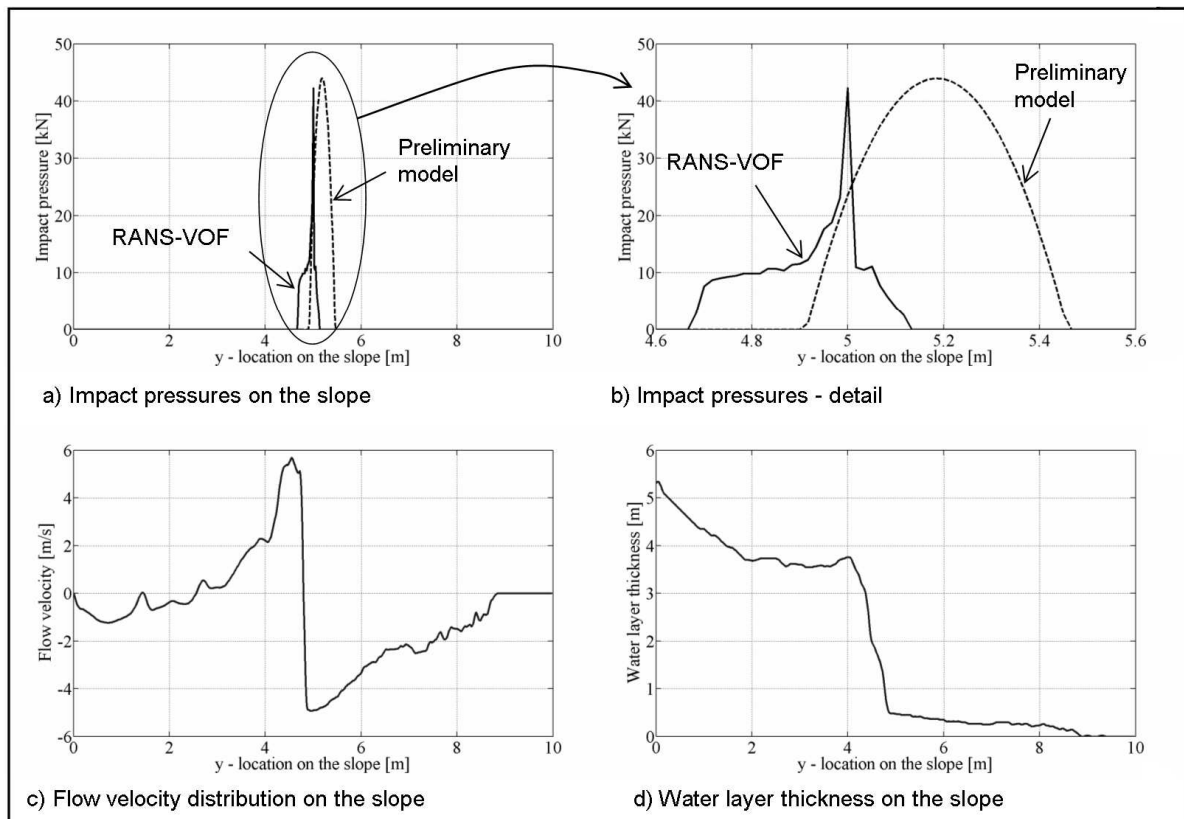 50
40
30
20
10
0
Impact pressure [kN]
RANS-VOF
Preliminary
model
0 2 4 6 8 10
y - location on the slope [m]
a) Impact pressures on the slope
50
40
30
20
10
0
Impact pressure [kN]
RANS-VOF
Preliminary
model
4.6 4.8 5 5.2 5.4 5.6
y - location on the slope [m]
b) Impact pressures - detail
6
4
2
0
-2
-4
-6
Flow velocity [m/s]
0 2 4 6 8 10
y - location on the slope [m]
c) Flow velocity distribution on the slope
6
5
4
3
2
1
0
Water layer thickness [m]
0 2 4 6 8 10
y - location on the slope [m]
d) Water layer thickness on the slope